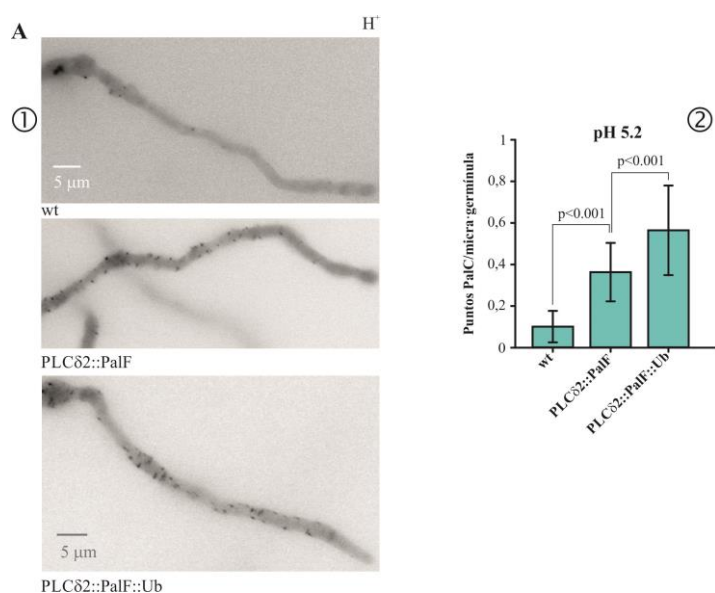 A
H⁺
①
5 μm
wt
PLCδ2::PalF
5 μm
PLCδ2::PalF::Ub
②
pH 5.2
Puntos PalC/micra·germínula
1
0,8
0,6
0,4
0,2
0
p<0.001
p<0.001
wt
PLCδ2::PalF
PLCδ2::PalF::Ub